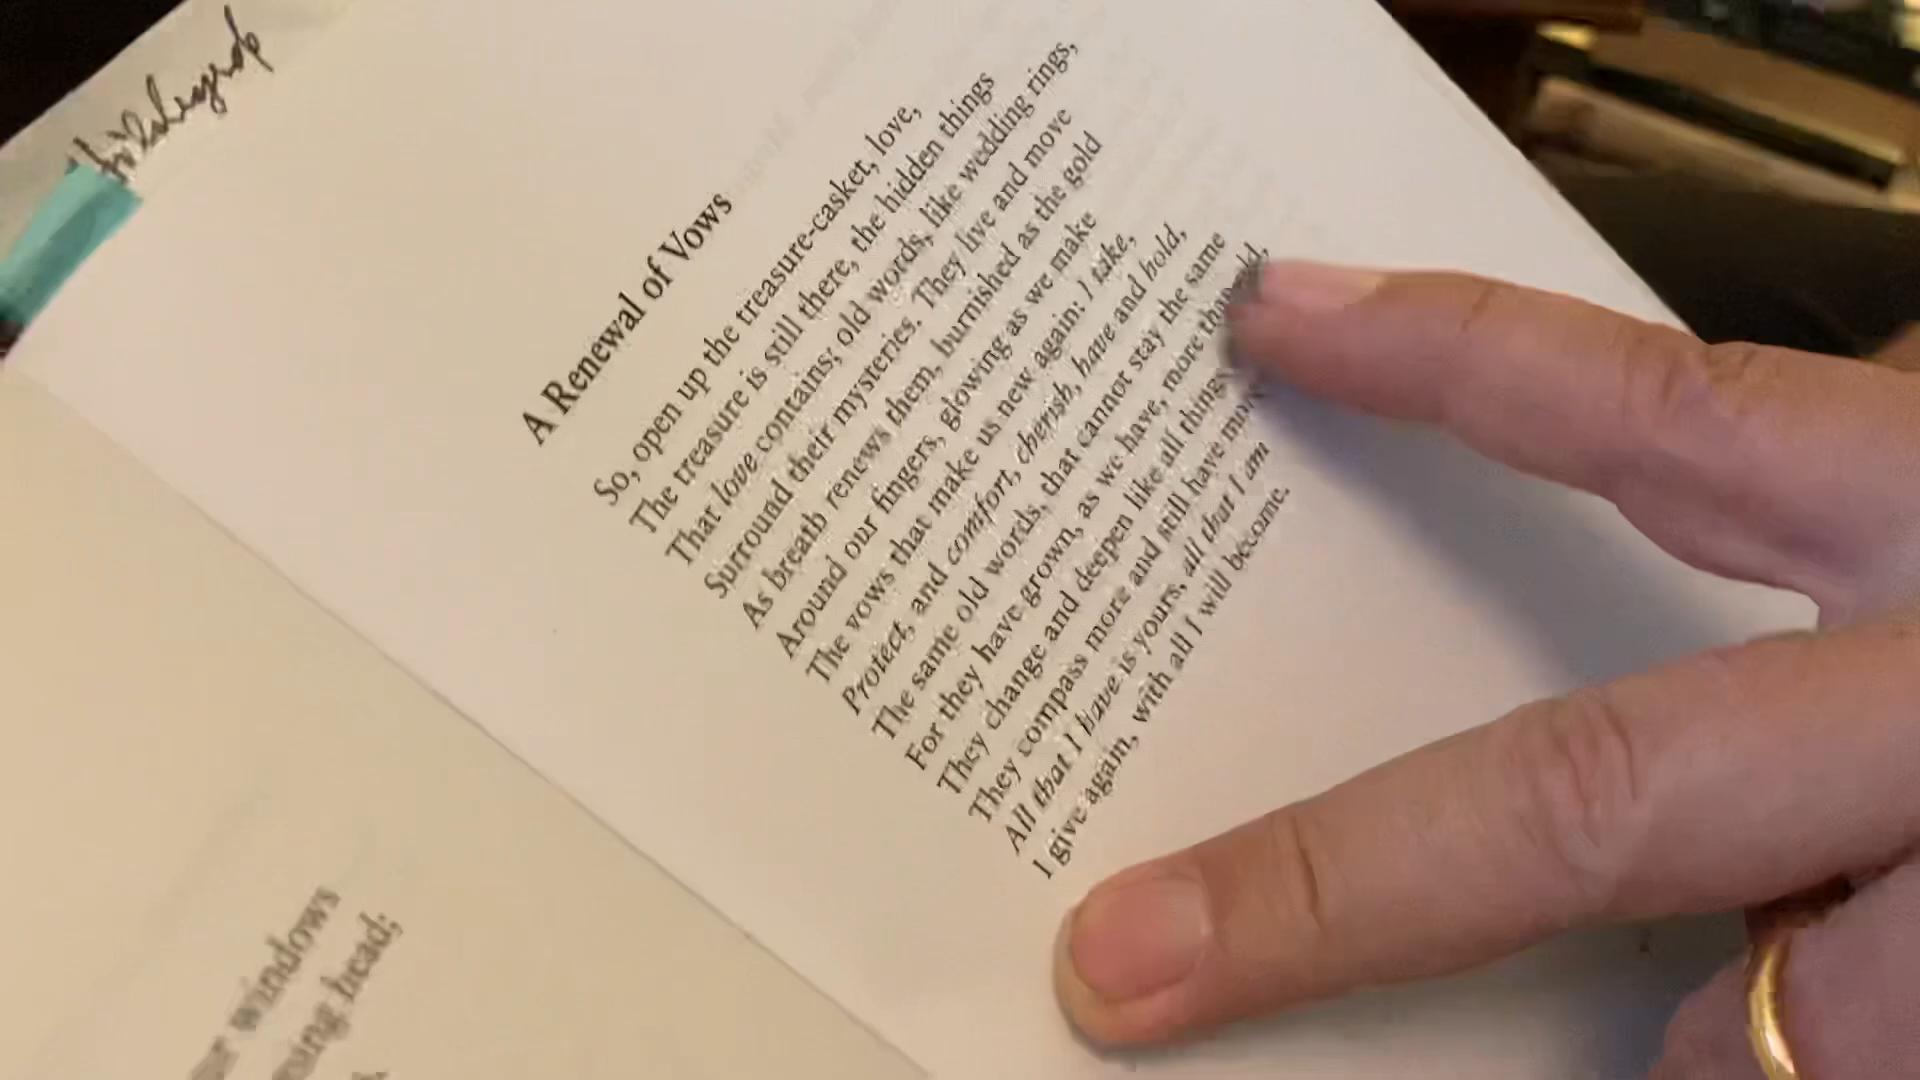 A Renewal of Vows
So, open up the treasure-casket, love,
The treasure is still there, the hidden things
That love contains; old words, like wedding rings,
Surround their mysteries. They live and move
As breath renews them, burnished as the gold
Around our fingers, glowing as we make
The vows that make us new again: I take,
Protect, and comfort, cherish, have and hold,
The same old words, that cannot stay the same
For they have grown, as we have, more than
They change and deepen like all things
They compass more and still have more
All that I have is yours, all that I am
I give again, with all I will become.
windows
head;